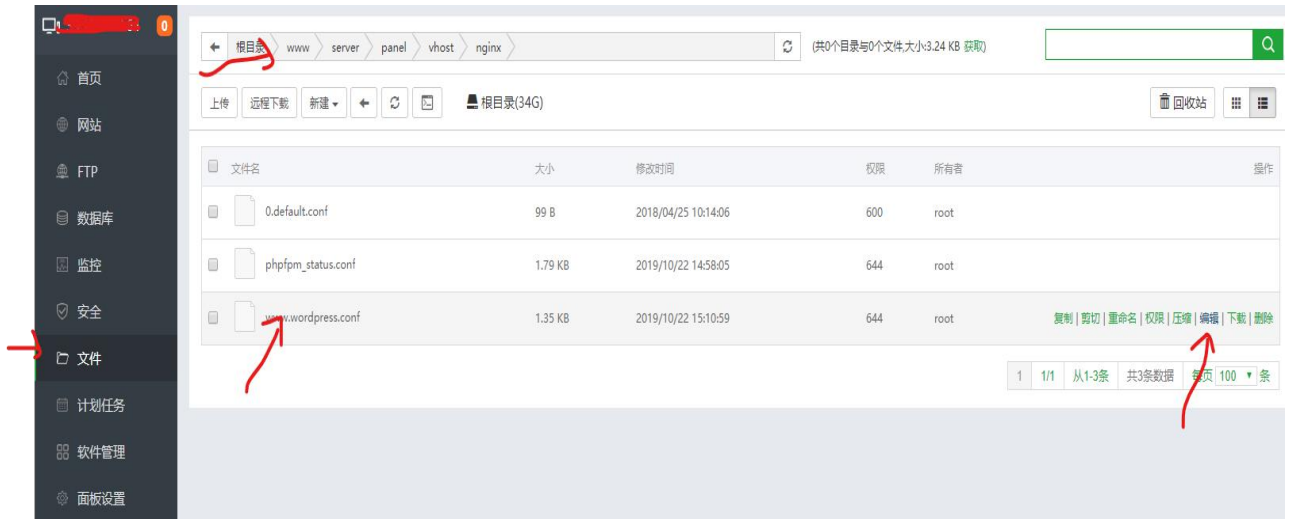 0
首页
网站
FTP
数据库
监控
安全
文件
计划任务
软件管理
面板设置
根目录 www server panel vhost nginx (共0个目录与0个文件,大小:3.24 KB 获取)
上传 远程下载 新建 根目录(34G) 回收站
文件名 大小 修改时间 权限 所有者 操作
0.default.conf 99 B 2018/04/25 10:14:06 600 root
phpfpm_status.conf 1.79 KB 2019/10/22 14:58:05 644 root
www.wordpress.conf 1.35 KB 2019/10/22 15:10:59 644 root 复制 | 剪切 | 重命名 | 权限 | 压缩 | 编辑 | 下载 | 删除
1 1/1 从1-3条 共3条数据 每页 100 条